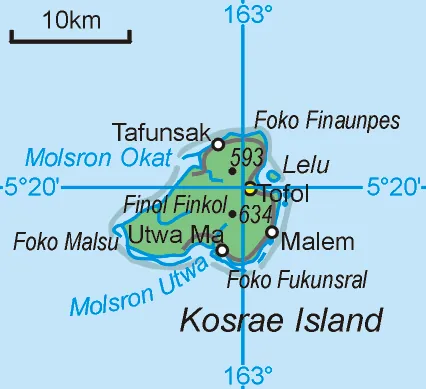 10km
163°
Foko Finaunpes
Tafunsak
593
Molsron Okat
Lelu
5°20'
Tofol
5°20'
Finol Finkol
634
Foko Malsu
Utwa Ma
Malem
Molsron Utwa
Foko Fukunsral
Kosrae Island
163°